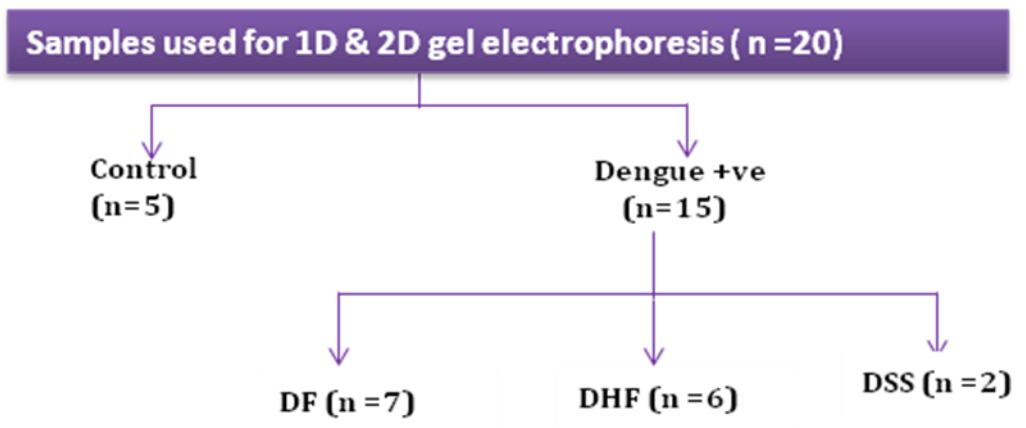 Samples used for 1D & 2D gel electrophoresis ( n =20)
Control
(n=5)
Dengue +ve
(n=15)
DF (n =7)
DHF (n =6)
DSS (n =2)